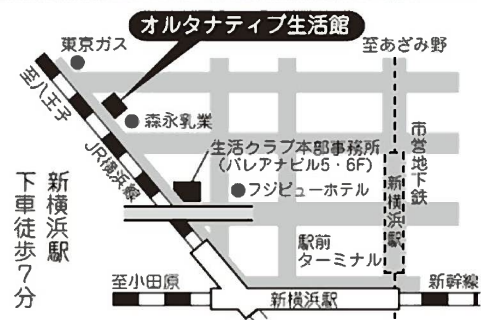 オルタナティブ生活館
東京ガス
至あざみ野
至八王子
森永乳業
生活クラブ本部事務所
(バレアナビル5・6F)
市営地下鉄
JR横浜線
フジビューホテル
新横浜駅
新横浜駅
下車徒歩7分
駅前
ターミナル
至小田原
新幹線
新横浜駅